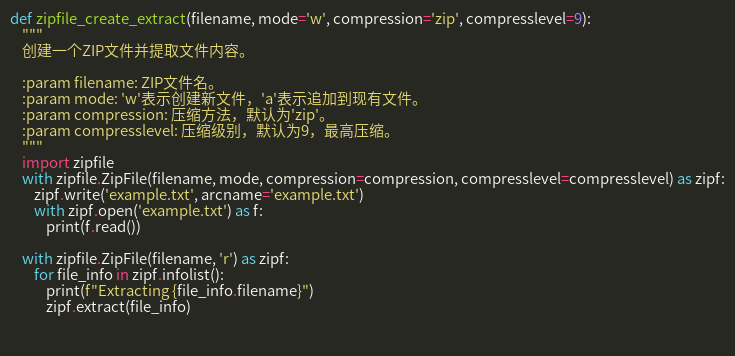 def zipfile_create_extract(filename, mode='w', compression='zip', compresslevel=9):
    """
    创建一个ZIP文件并提取文件内容。

    :param filename: ZIP文件名。
    :param mode: 'w'表示创建新文件，'a'表示追加到现有文件。
    :param compression: 压缩方法，默认为'zip'。
    :param compresslevel: 压缩级别，默认为9，最高压缩。
    """
    import zipfile
    with zipfile.ZipFile(filename, mode, compression=compression, compresslevel=compresslevel) as zipf:
        zipf.write('example.txt', arcname='example.txt')
        with zipf.open('example.txt') as f:
            print(f.read())

    with zipfile.ZipFile(filename, 'r') as zipf:
        for file_info in zipf.infolist():
            print(f"Extracting {file_info.filename}")
            zipf.extract(file_info)